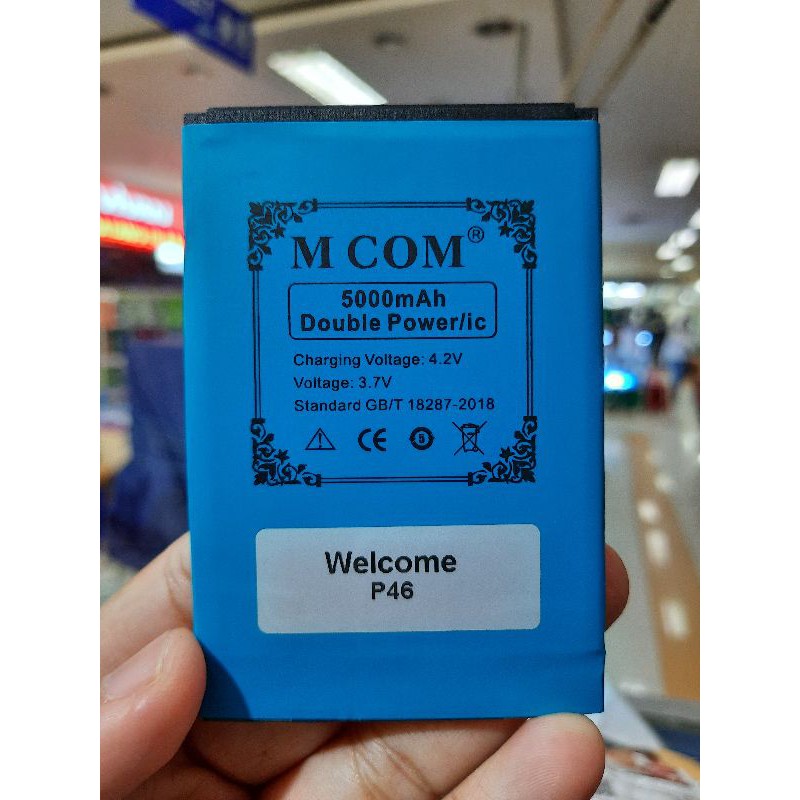 M COM®
5000mAh
Double Power/ic
Charging Voltage: 4.2V
Voltage: 3.7V
Standard GB/T 18287-2018
CE
Welcome
P46